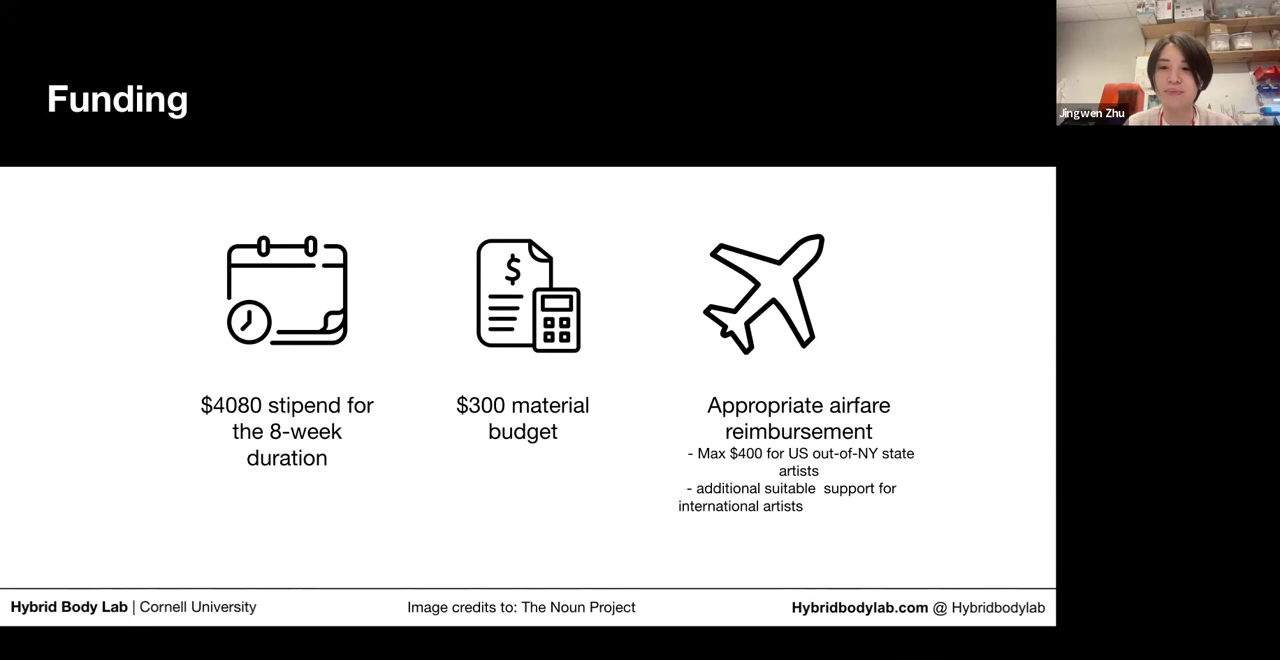 Funding
Jingwen Zhu
$
$4080 stipend for
the 8-week
duration
$300 material
budget
Appropriate airfare
reimbursement
- Max $400 for US out-of-NY state
artists
- additional suitable  support for
international artists
Hybrid Body Lab | Cornell University
Image credits to: The Noun Project
Hybridbodylab.com @ Hybridbodylab